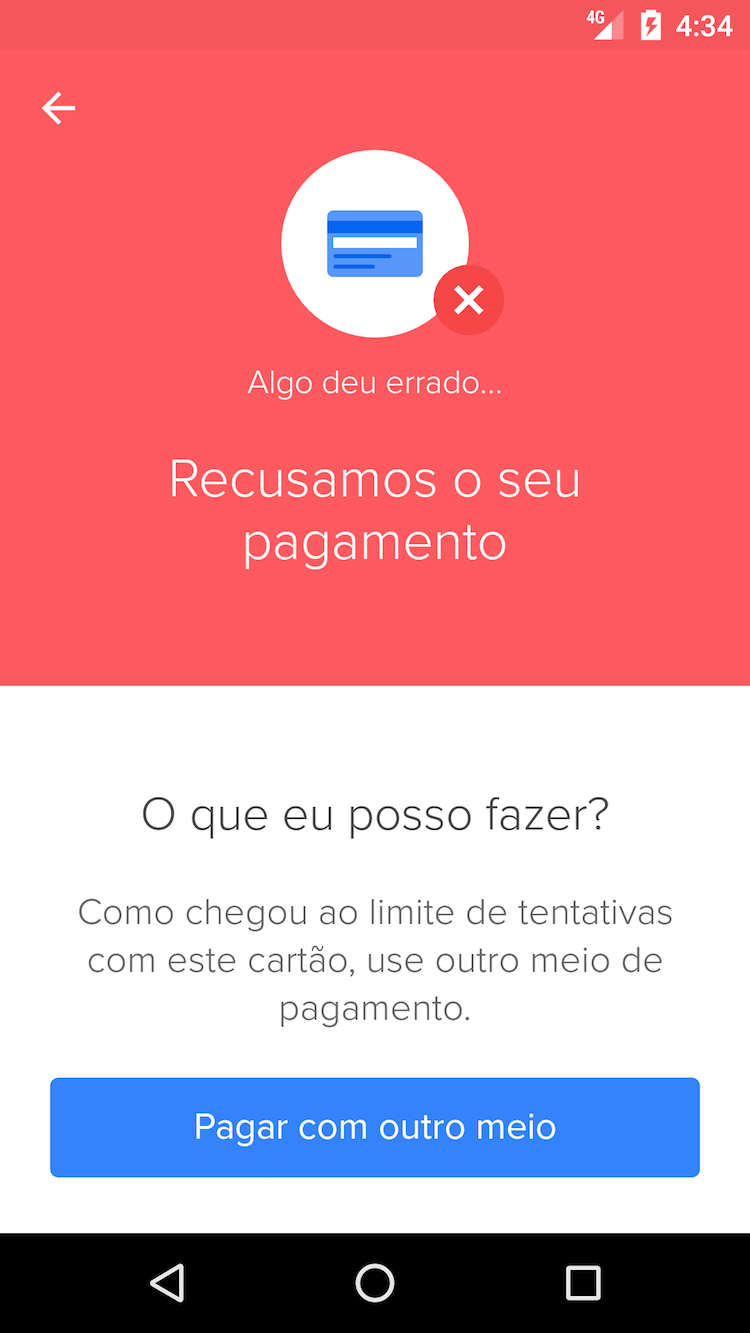 4G 4:34
Algo deu errado...
Recusamos o seu
pagamento
O que eu posso fazer?
Como chegou ao limite de tentativas
com este cartão, use outro meio de
pagamento.
Pagar com outro meio